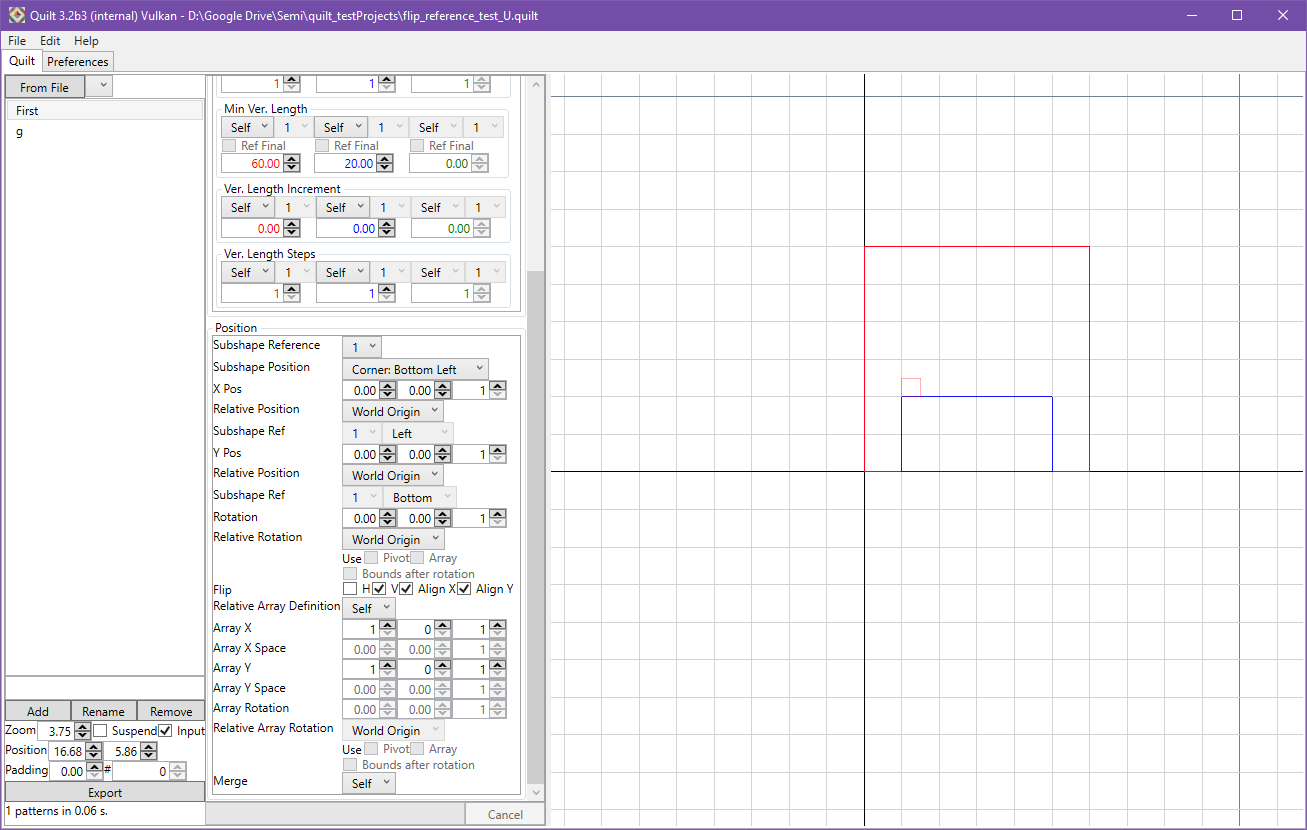 Quilt 3.2b3 (internal) Vulkan - D:\Google Drive\Semi\quilt_testProjects\flip_reference_test_U.quilt
File Edit Help
Quilt Preferences
From File
First
g
1 1 1
Min Ver. Length
Self 1 Self 1 Self 1
Ref Final Ref Final Ref Final
60.00 20.00 0.00
Ver. Length Increment
Self 1 Self 1 Self 1
0.00 0.00 0.00
Ver. Length Steps
Self 1 Self 1 Self 1
1 1 1
Position
Subshape Reference 1
Subshape Position Corner: Bottom Left
X Pos 0.00 0.00 1
Relative Position World Origin
Subshape Ref 1 Left
Y Pos 0.00 0.00 1
Relative Position World Origin
Subshape Ref 1 Bottom
Rotation 0.00 0.00 1
Relative Rotation World Origin
Use Pivot Array
Bounds after rotation
Flip H V Align X Align Y
Relative Array Definition Self
Array X 1 0 1
Array X Space 0.00 0.00 1
Array Y 1 0 1
Array Y Space 0.00 0.00 1
Array Rotation 0.00 0.00 1
Relative Array Rotation World Origin
Use Pivot Array
Bounds after rotation
Merge Self
Add Rename Remove
Zoom 3.75 Suspend Input
Position 16.68 5.86
Padding 0.00 # 0
Export
1 patterns in 0.06 s.
Cancel